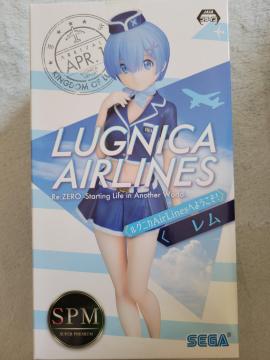 APR.1
KINGDOM OF LU
LUGNICA
AIRLINES
Re:ZERO -Starting Life in Another World-
《ルグニカAirLinesへようこそ!》
レム
SPM
SUPER PREMIUM
SEGA